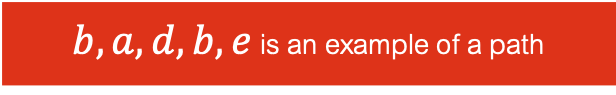 b, a, d, b, e is an example of a path